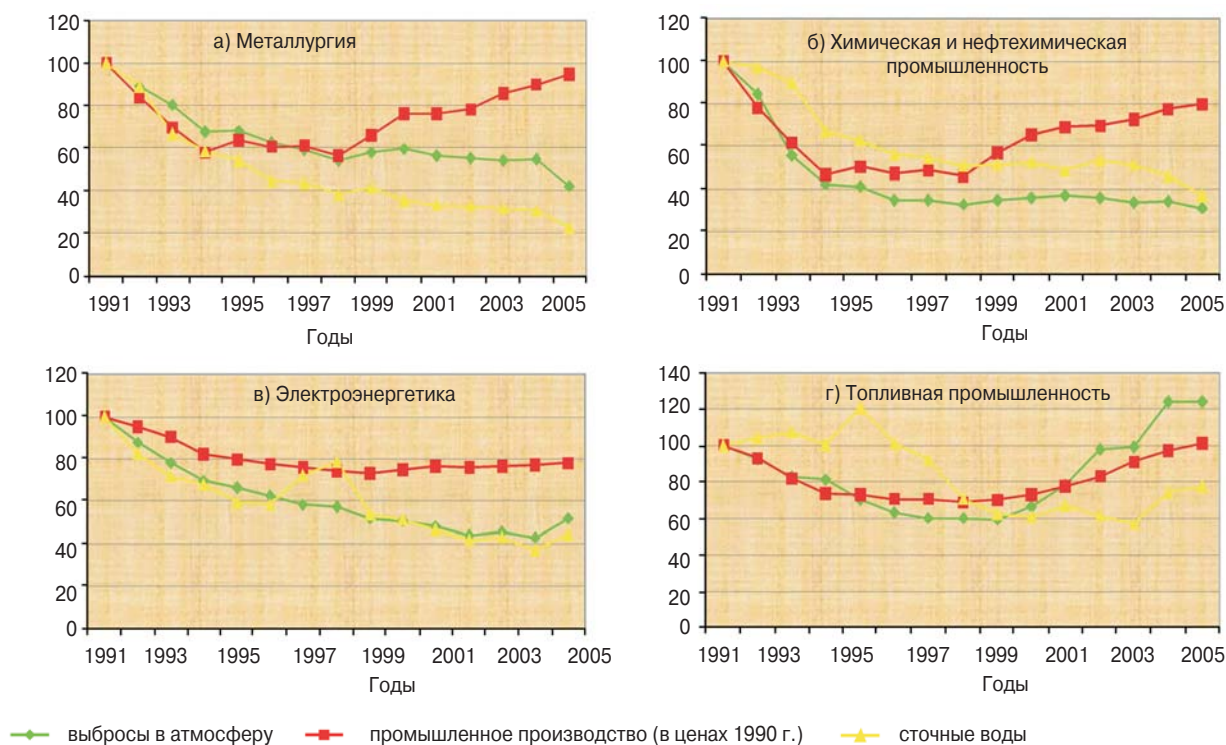 а) Металлургия
120
100
80
60
40
20
0
1991 1993 1995 1997 1999 2001 2003 2005
Годы
б) Химическая и нефтехимическая
промышленность
120
100
80
60
40
20
0
1991 1993 1995 1997 1999 2001 2003 2005
Годы
в) Электроэнергетика
120
100
80
60
40
20
0
1991 1993 1995 1997 1999 2001 2003 2005
Годы
г) Топливная промышленность
140
120
100
80
60
40
20
0
1991 1993 1995 1997 1999 2001 2003 2005
Годы
выбросы в атмосферу промышленное производство (в ценах 1990 г.) сточные воды